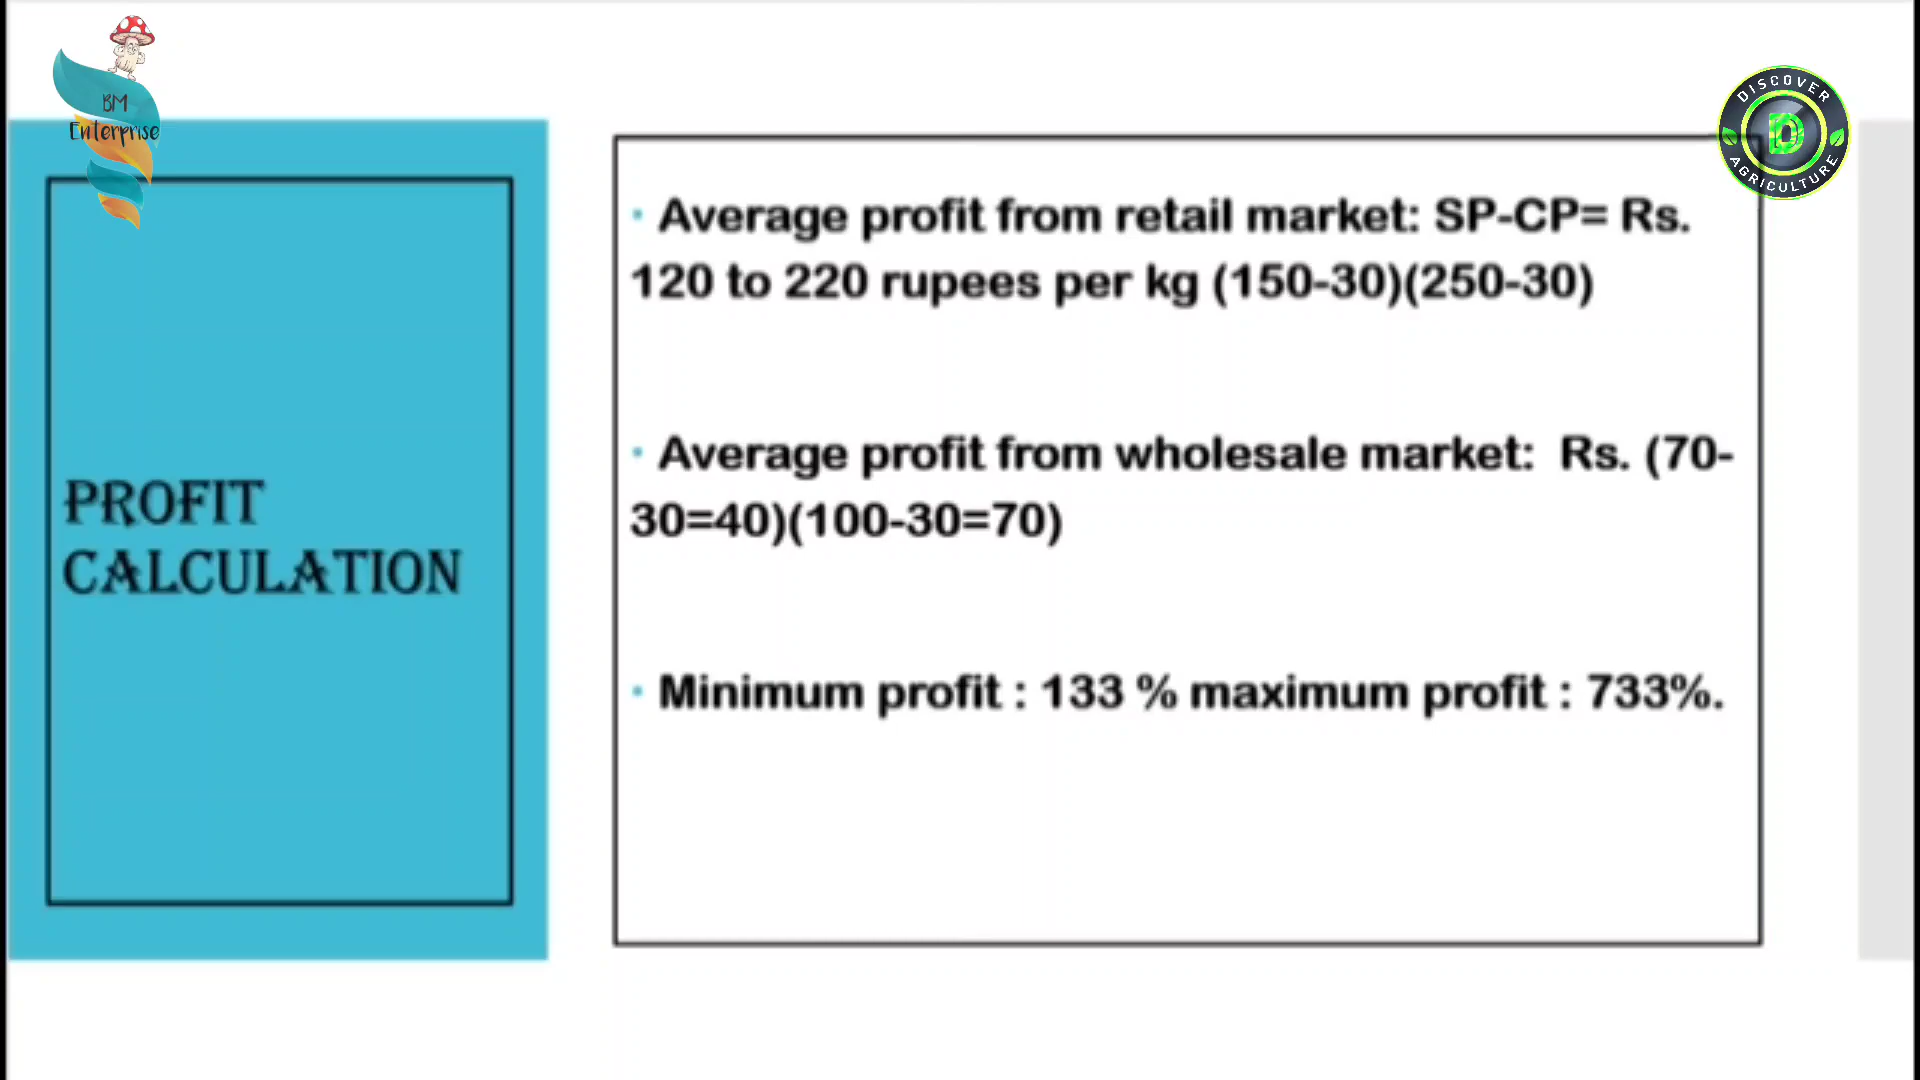 BM
Enterprise
DISCOVER
D
AGRICULTURE
PROFIT
CALCULATION
· Average profit from retail market: SP-CP= Rs.
120 to 220 rupees per kg (150-30)(250-30)
· Average profit from wholesale market:  Rs. (70-
30=40)(100-30=70)
· Minimum profit : 133 % maximum profit : 733%.